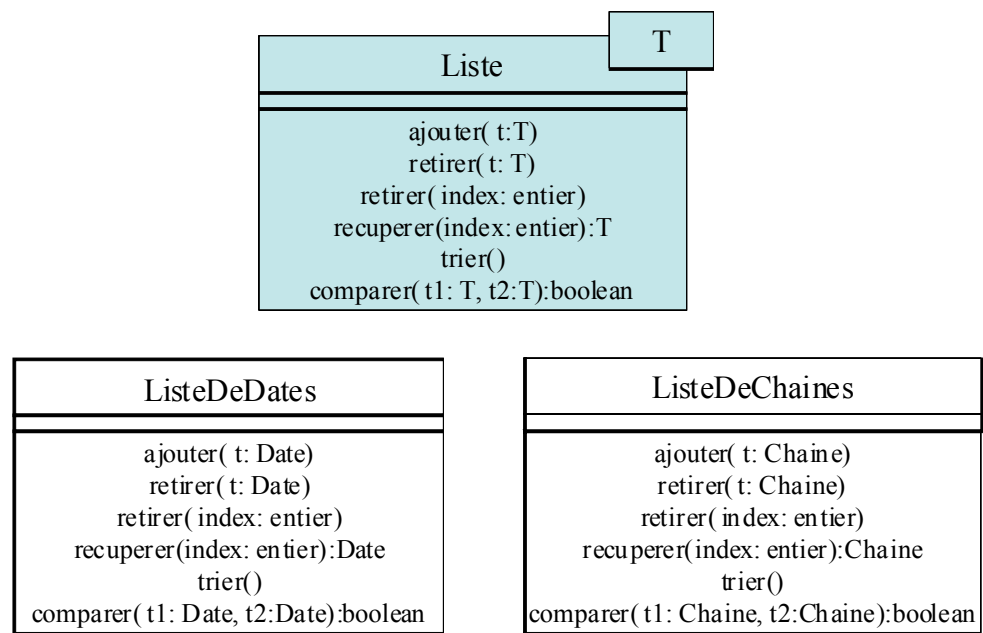 T
Liste
ajouter( t:T)
retirer( t: T)
retirer( index: entier)
recuperer(index: entier):T
trier()
comparer( t1: T, t2:T):boolean
ListeDeDates
ajouter( t: Date)
retirer( t: Date)
retirer( index: entier)
recuperer(index: entier):Date
trier()
comparer( t1: Date, t2:Date):boolean
ListeDeChaines
ajouter( t: Chaine)
retirer( t: Chaine)
retirer( index: entier)
recuperer(index: entier):Chaine
trier()
comparer( t1: Chaine, t2:Chaine):boolean